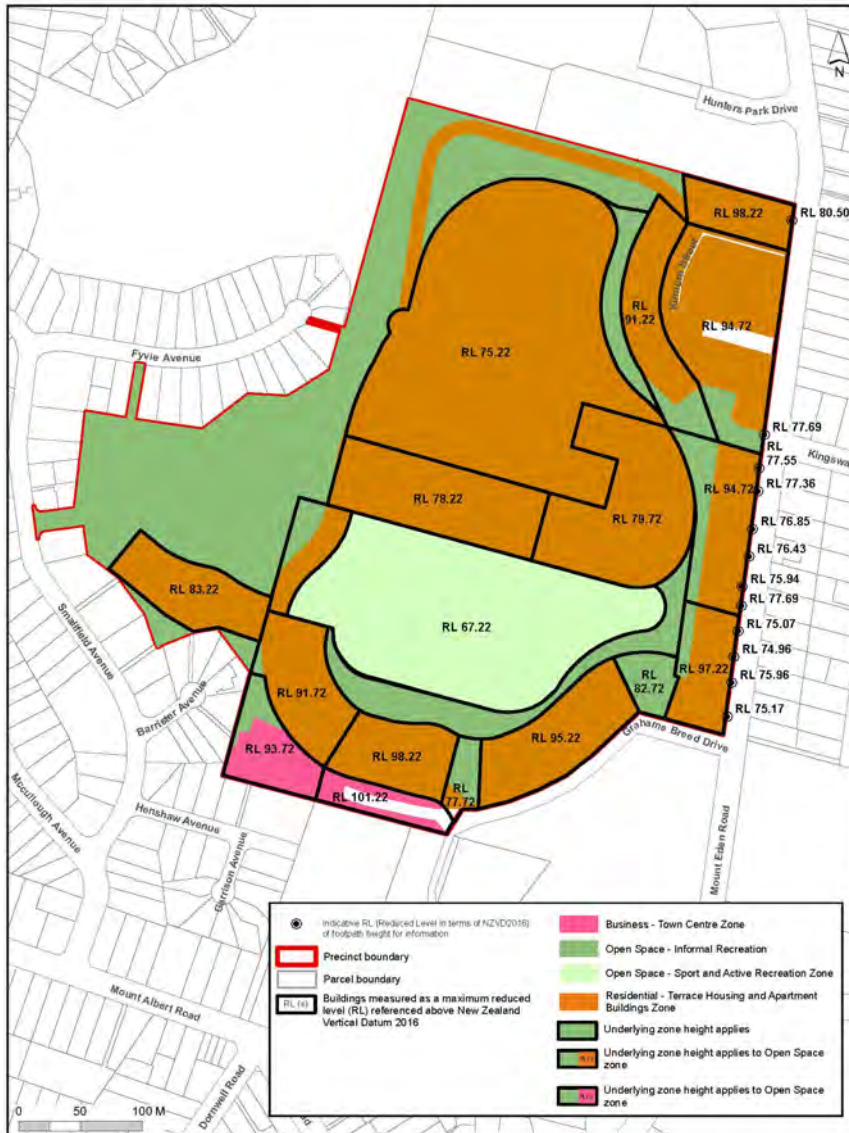 N
Hunters Park Drive
RL 98.22
RL 80.50
RL
91.22
RL 94.72
RL 75.22
Fyvie Avenue
RL 77.69
RL
77.55
Kingswa
RL 77.36
RL 94.72
RL 78.22
RL 79.72
RL 76.85
RL 76.43
RL 75.94
RL 77.69
RL 83.22
RL 67.22
RL 75.07
RL 74.96
RL 97.22
RL
82.72
RL 75.96
Smallfield Avenue
RL 91.72
RL 75.17
Barrister Avenue
Grahame Breed Drive
RL 95.22
RL 93.72
RL 98.22
RL
77.72
RL 101.22
Mccullough Avenue
Henshaw Avenue
Garrison Avenue
Mount Eden Road
Mount Albert Road
Dornwell Road
Indicative RL (Reduced Level in terms of NZVD2016)
of footpath height for information
Precinct boundary
Parcel boundary
RL (x)
Buildings measured as a maximum reduced
level (RL) referenced above New Zealand
Vertical Datum 2016
Business - Town Centre Zone
Open Space - Informal Recreation
Open Space - Sport and Active Recreation Zone
Residential - Terrace Housing and Apartment
Buildings Zone
Underlying zone height applies
Underlying zone height applies to Open Space
zone
Underlying zone height applies to Open Space
zone
0 50 100 M